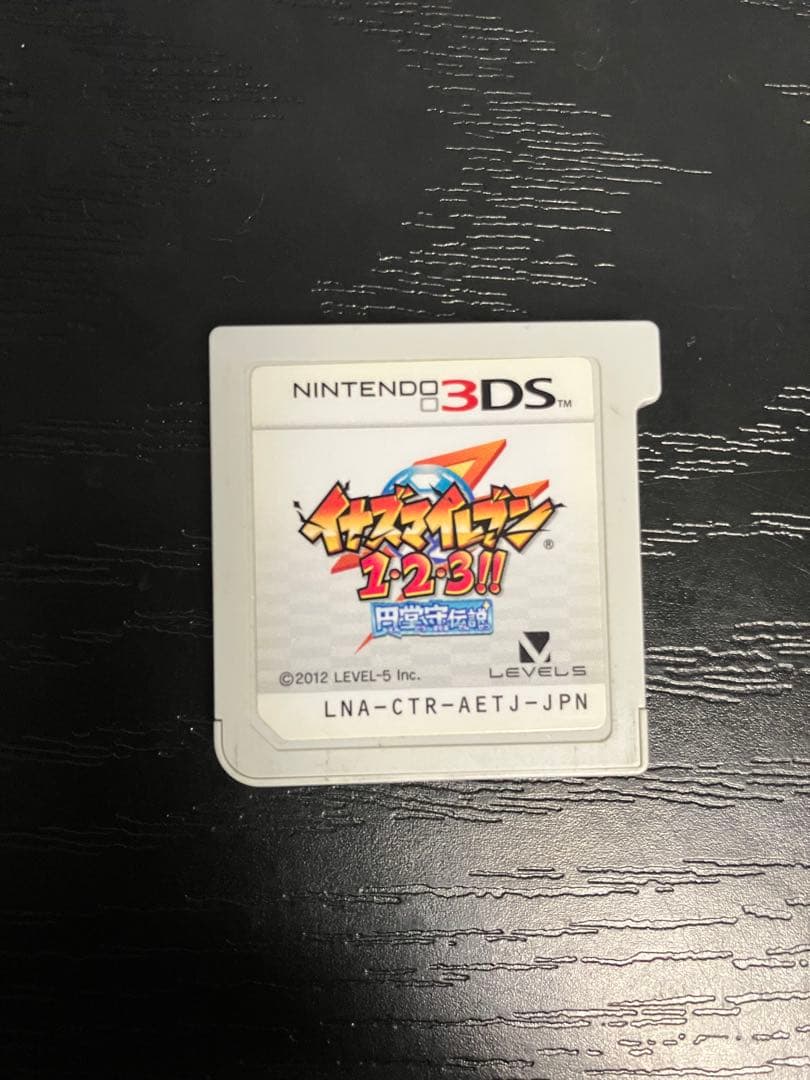 NINTENDO 3DS™
イナズマイレブン®
1・2・3!!
円堂守伝説
©2012 LEVEL-5 Inc.
LEVEL5
LNA-CTR-AETJ-JPN